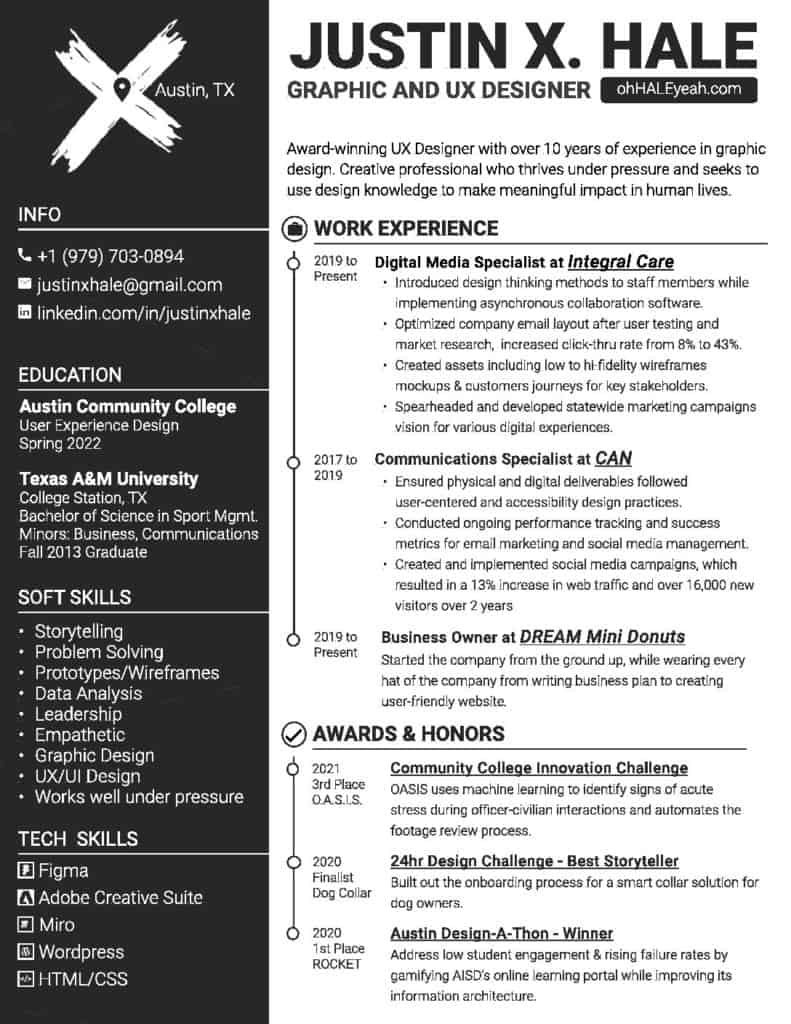 Austin, TX
INFO
+1 (979) 703-0894
justinxhale@gmail.com
linkedin.com/in/justinxhale
EDUCATION
Austin Community College
User Experience Design
Spring 2022
Texas A&M University
College Station, TX
Bachelor of Science in Sport Mgmt.
Minors: Business, Communications
Fall 2013 Graduate
SOFT SKILLS
• Storytelling
• Problem Solving
• Prototypes/Wireframes
• Data Analysis
• Leadership
• Empathetic
• Graphic Design
• UX/UI Design
• Works well under pressure
TECH SKILLS
Figma
Adobe Creative Suite
Miro
Wordpress
HTML/CSS
JUSTIN X. HALE
GRAPHIC AND UX DESIGNER
ohHALEyeah.com
Award-winning UX Designer with over 10 years of experience in graphic
design. Creative professional who thrives under pressure and seeks to
use design knowledge to make meaningful impact in human lives.
WORK EXPERIENCE
2019 to
Present
Digital Media Specialist at Integral Care
• Introduced design thinking methods to staff members while
implementing asynchronous collaboration software.
• Optimized company email layout after user testing and
market research, increased click-thru rate from 8% to 43%.
• Created assets including low to hi-fidelity wireframes
mockups & customers journeys for key stakeholders.
• Spearheaded and developed statewide marketing campaigns
vision for various digital experiences.
2017 to
2019
Communications Specialist at CAN
• Ensured physical and digital deliverables followed
user-centered and accessibility design practices.
• Conducted ongoing performance tracking and success
metrics for email marketing and social media management.
• Created and implemented social media campaigns, which
resulted in a 13% increase in web traffic and over 16,000 new
visitors over 2 years
2019 to
Present
Business Owner at DREAM Mini Donuts
Started the company from the ground up, while wearing every
hat of the company from writing business plan to creating
user-friendly website.
AWARDS & HONORS
2021
3rd Place
O.A.S.I.S.
Community College Innovation Challenge
OASIS uses machine learning to identify signs of acute
stress during officer-civilian interactions and automates the
footage review process.
2020
Finalist
Dog Collar
24hr Design Challenge - Best Storyteller
Built out the onboarding process for a smart collar solution for
dog owners.
2020
1st Place
ROCKET
Austin Design-A-Thon - Winner
Address low student engagement & rising failure rates by
gamifying AISD's online learning portal while improving its
information architecture.